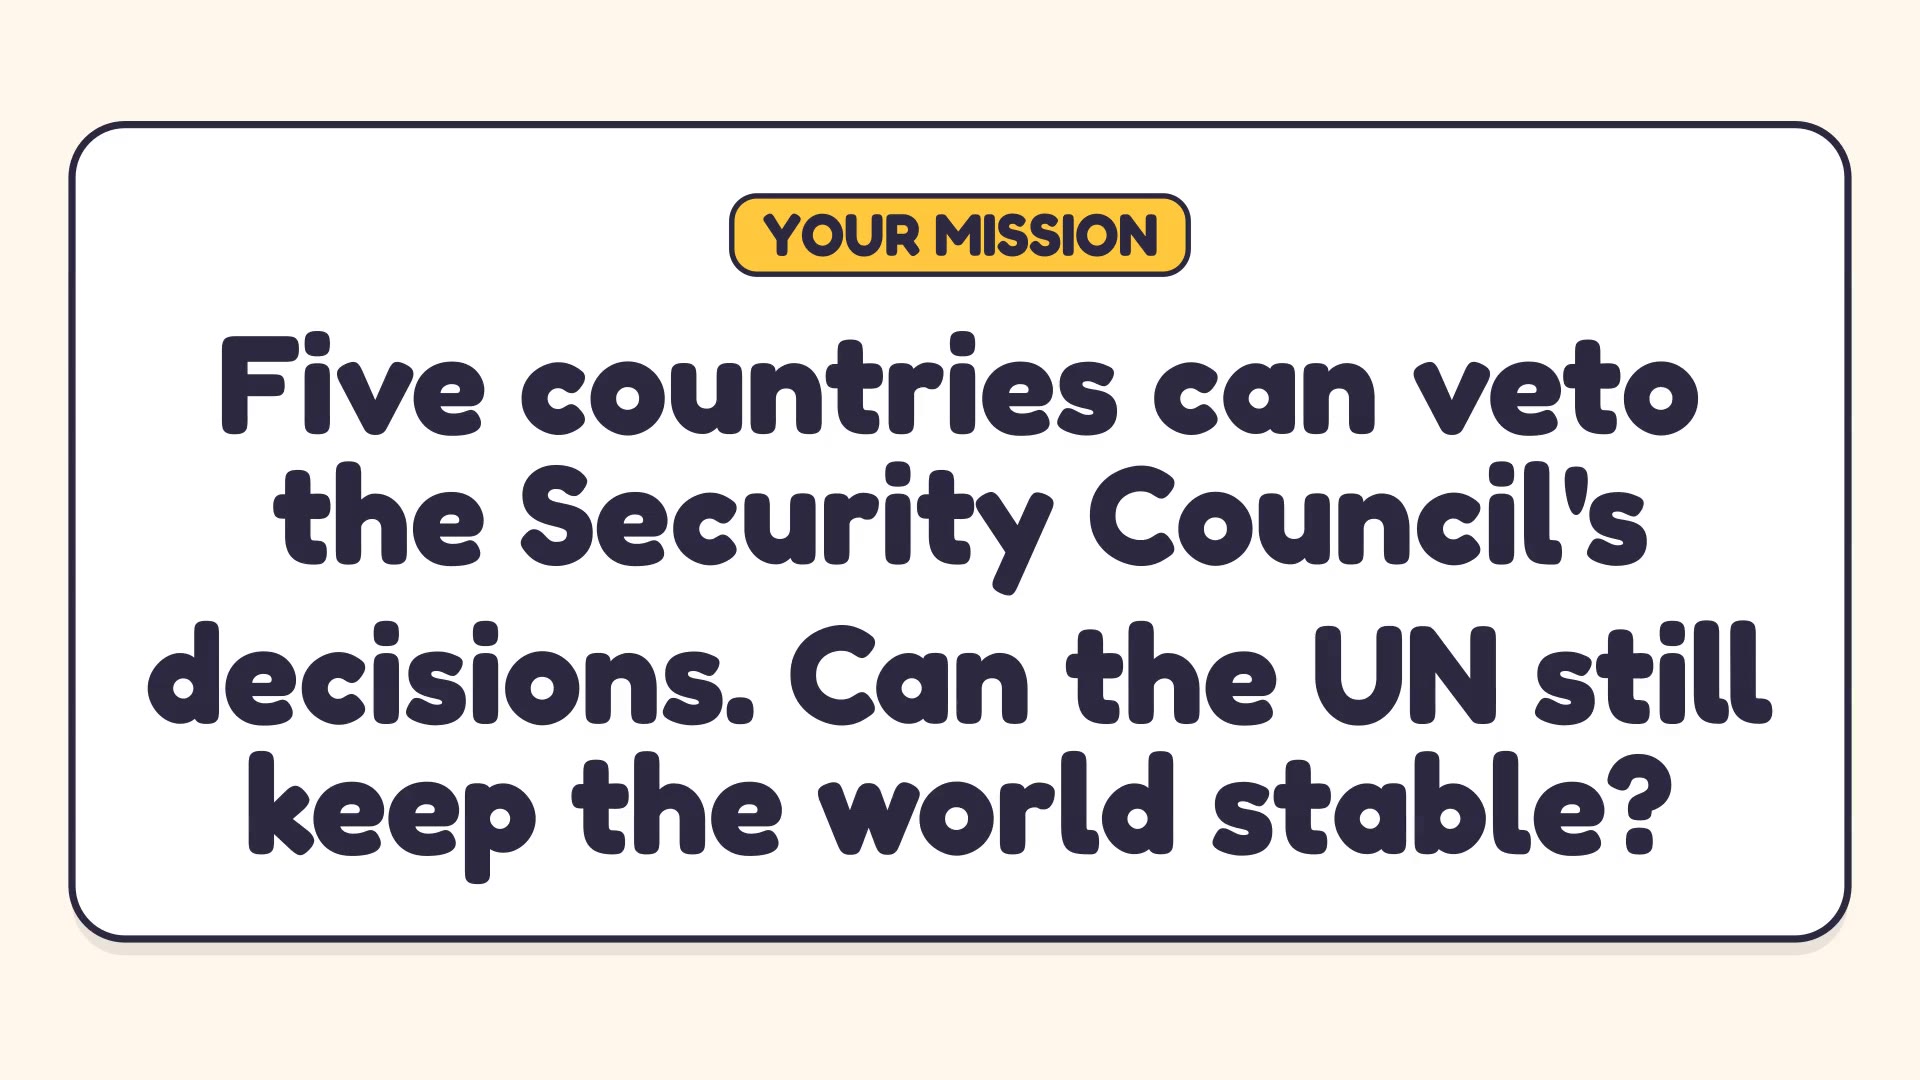 YOUR MISSION
Five countries can veto
the Security Council's
decisions. Can the UN still
keep the world stable?